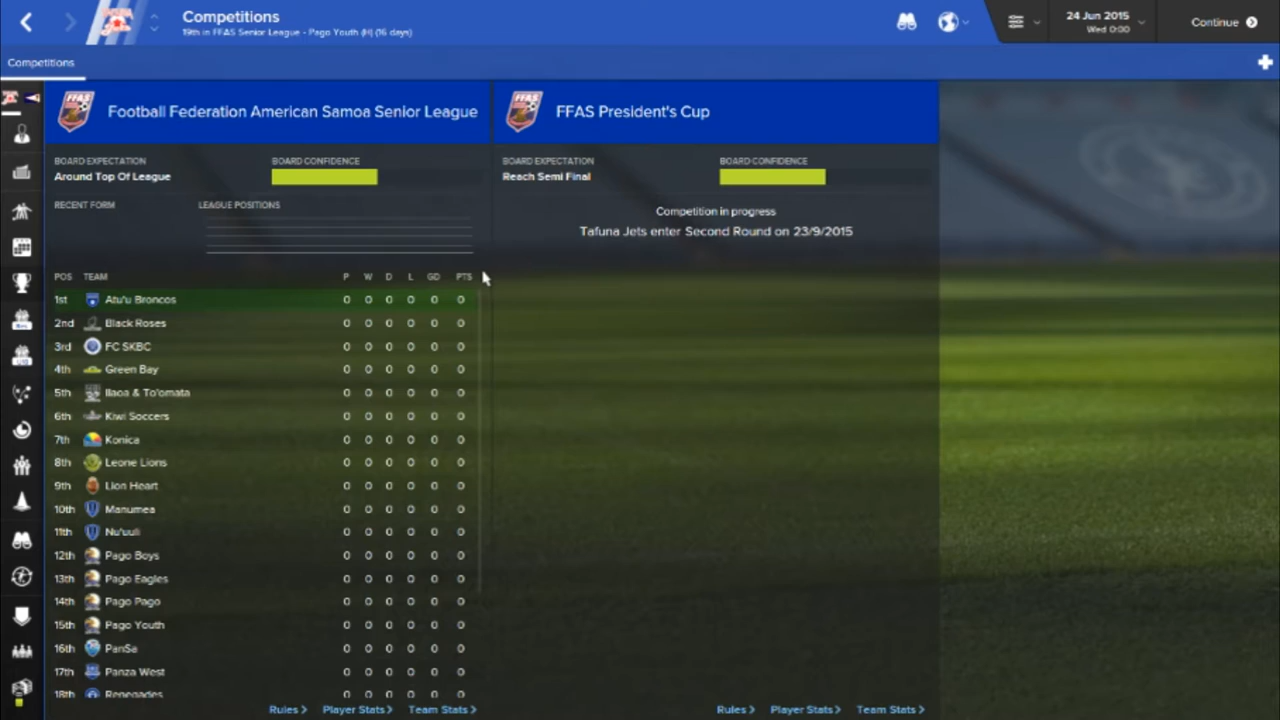 Competitions
19th in FFAS Senior League - Pago Youth (H) (16 days)
24 Jun 2015
Wed 0:00
Continue
Competitions
Football Federation American Samoa Senior League
BOARD EXPECTATION
BOARD CONFIDENCE
Around Top Of League
RECENT FORM
LEAGUE POSITIONS
POS TEAM P W D L GD PTS
1st Atu'u Broncos 0 0 0 0 0 0
2nd Black Roses 0 0 0 0 0 0
3rd FC SKBC 0 0 0 0 0 0
4th Green Bay 0 0 0 0 0 0
5th Ilaoa & To'omata 0 0 0 0 0 0
6th Kiwi Soccers 0 0 0 0 0 0
7th Konica 0 0 0 0 0 0
8th Leone Lions 0 0 0 0 0 0
9th Lion Heart 0 0 0 0 0 0
10th Manumea 0 0 0 0 0 0
11th Nu'uuli 0 0 0 0 0 0
12th Pago Boys 0 0 0 0 0 0
13th Pago Eagles 0 0 0 0 0 0
14th Pago Pago 0 0 0 0 0 0
15th Pago Youth 0 0 0 0 0 0
16th PanSa 0 0 0 0 0 0
17th Panza West 0 0 0 0 0 0
18th Renegades 0 0 0 0 0 0
Rules Player Stats Team Stats
FFAS
FFAS President's Cup
BOARD EXPECTATION
BOARD CONFIDENCE
Reach Semi Final
Competition in progress
Tafuna Jets enter Second Round on 23/9/2015
Rules Player Stats Team Stats